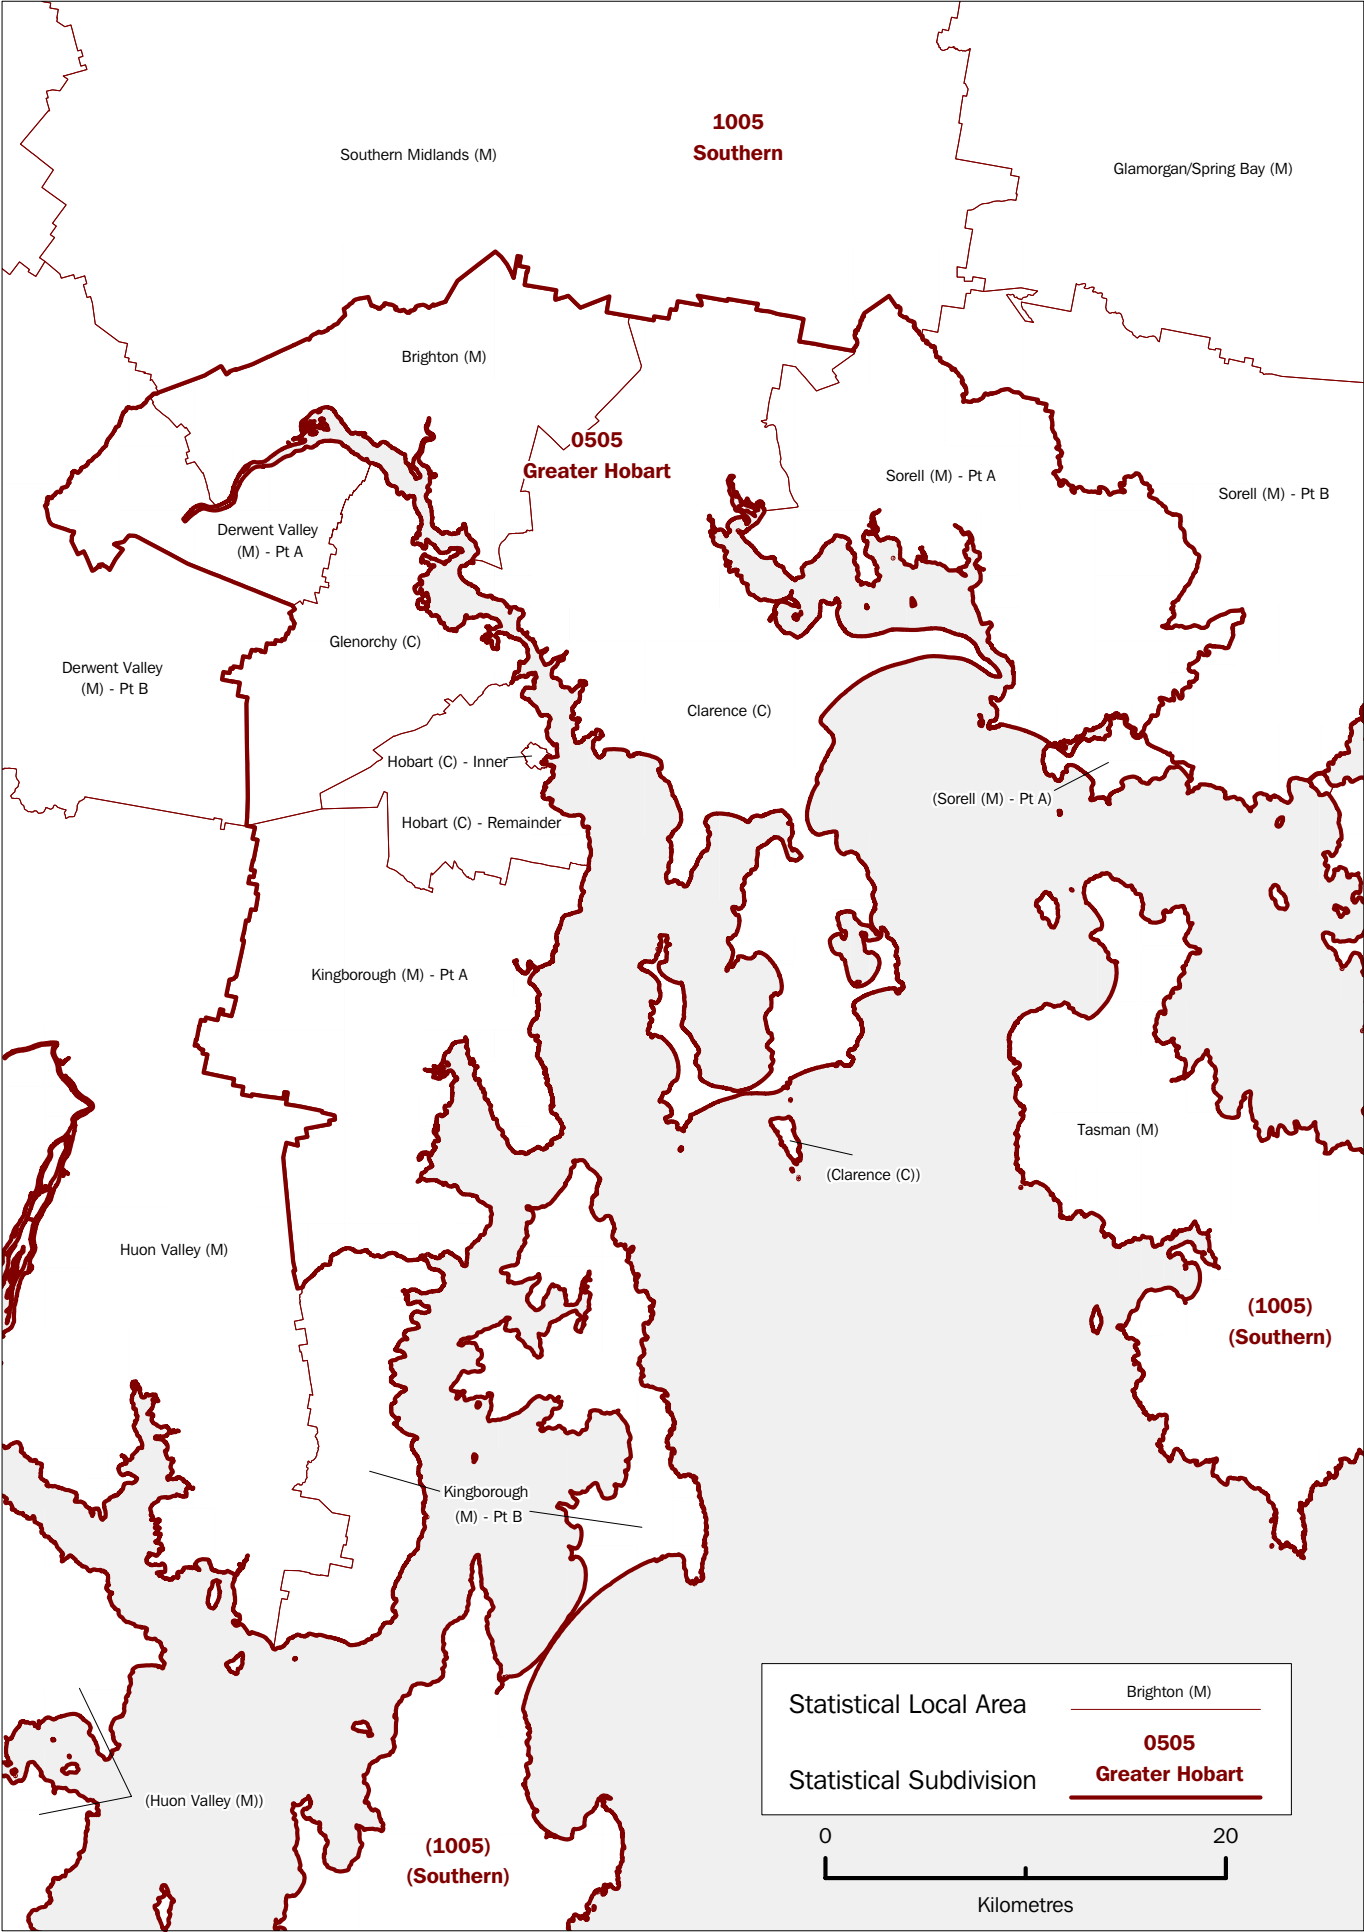 1005
Southern
Southern Midlands (M)
Glamorgan/Spring Bay (M)
Brighton (M)
0505
Greater Hobart
Sorell (M) - Pt A
Sorell (M) - Pt B
Derwent Valley
(M) - Pt A
Glenorchy (C)
Derwent Valley
(M) - Pt B
Clarence (C)
Hobart (C) - Inner
(Sorell (M) - Pt A)
Hobart (C) - Remainder
Kingborough (M) - Pt A
Tasman (M)
(Clarence (C))
Huon Valley (M)
(1005)
(Southern)
Kingborough
(M) - Pt B
(Huon Valley (M))
(1005)
(Southern)
Statistical Local Area
Brighton (M)
Statistical Subdivision
0505
Greater Hobart
0
20
Kilometres